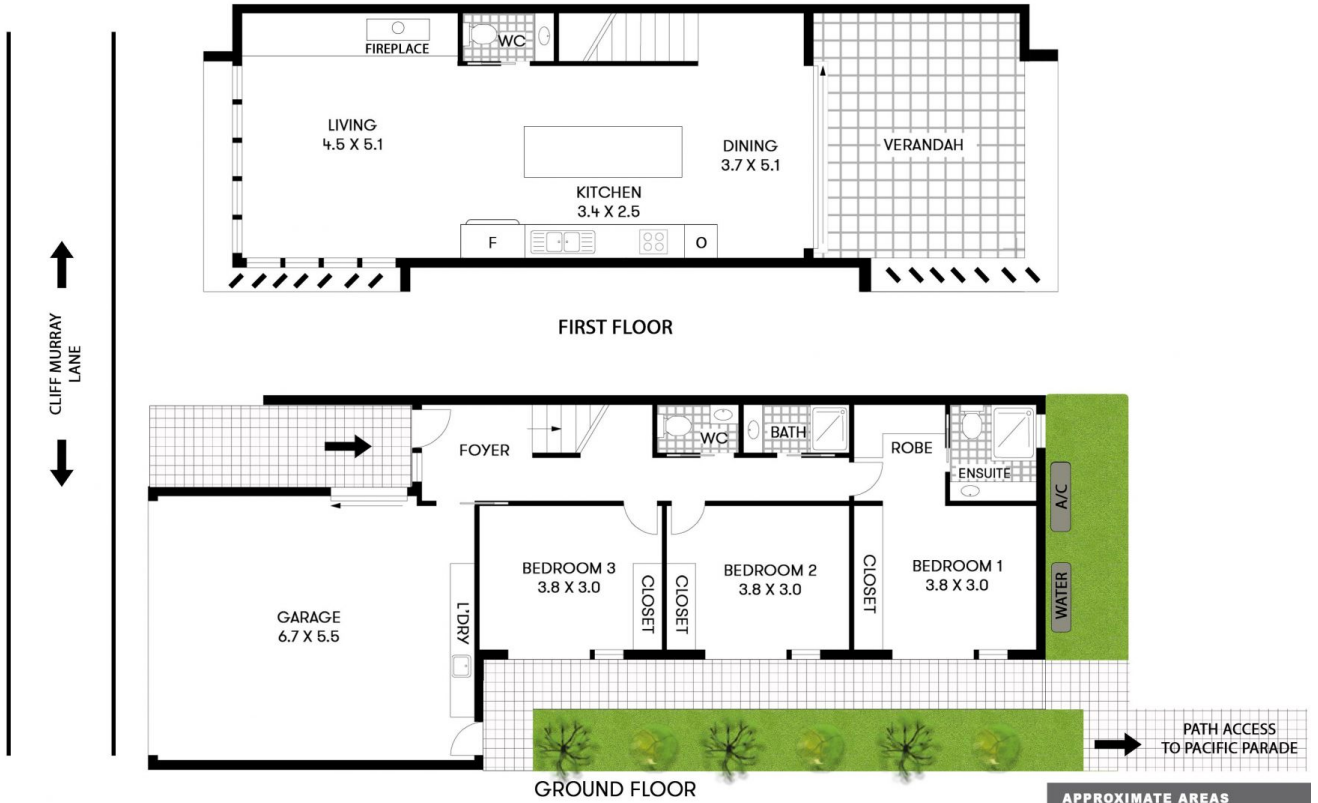 FIREPLACE
WC
LIVING
4.5 X 5.1
DINING
3.7 X 5.1
VERANDAH
KITCHEN
3.4 X 2.5
F
O
FIRST FLOOR
CLIFF MURRAY
LANE
FOYER
WC
BATH
ROBE
ENSUITE
A/C
BEDROOM 3
3.8 X 3.0
CLOSET
CLOSET
BEDROOM 2
3.8 X 3.0
CLOSET
BEDROOM 1
3.8 X 3.0
WATER
GARAGE
6.7 X 5.5
L'DRY
PATH ACCESS
TO PACIFIC PARADE
GROUND FLOOR
APPROXIMATE AREAS